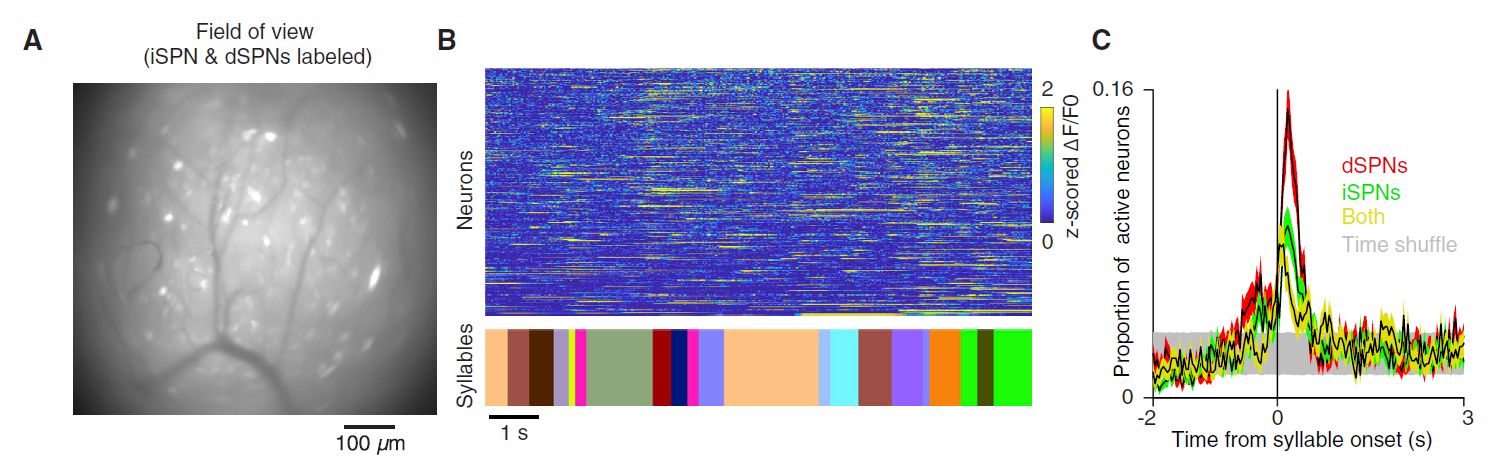 A
Field of view
(iSPN & dSPNs labeled)
100 µm
B
Neurons
2
0
z-scored ΔF/F0
Syllables
1 s
C
Proportion of active neurons
0.16
0
dSPNs
iSPNs
Both
Time shuffle
-2
0
3
Time from syllable onset (s)